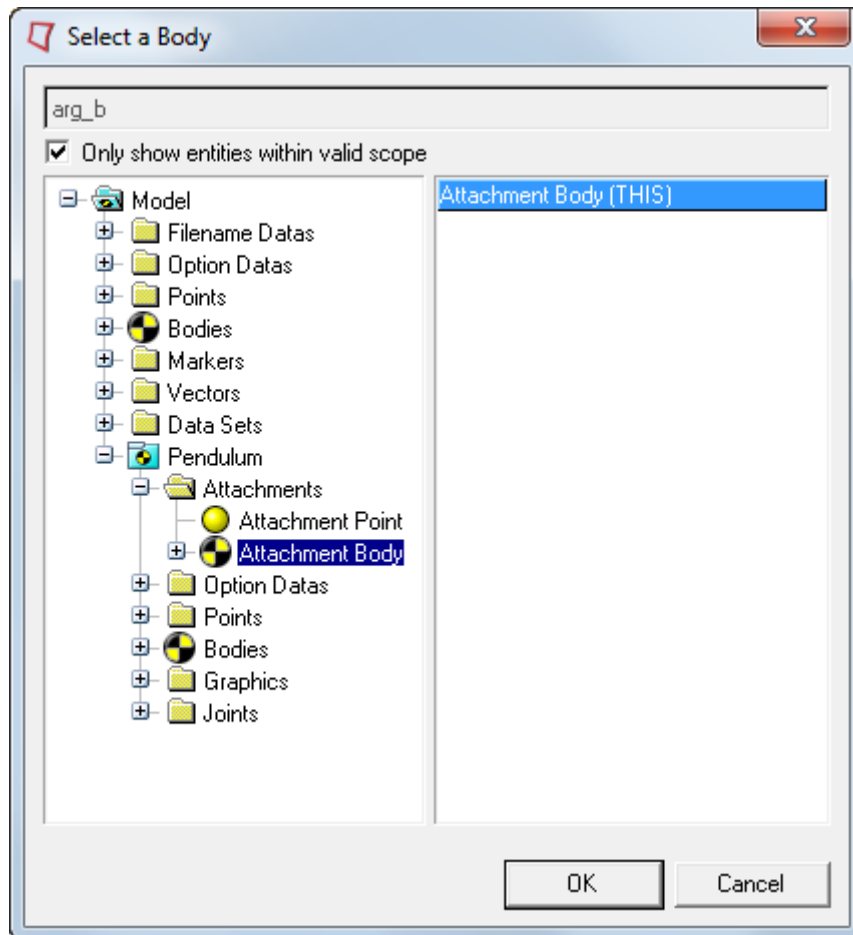 Select a Body
arg_b
Only show entities within valid scope
Model
Filename Datas
Option Datas
Points
Bodies
Markers
Vectors
Data Sets
Pendulum
Attachments
Attachment Point
Attachment Body
Option Datas
Points
Bodies
Graphics
Joints
Attachment Body (THIS)
OK
Cancel